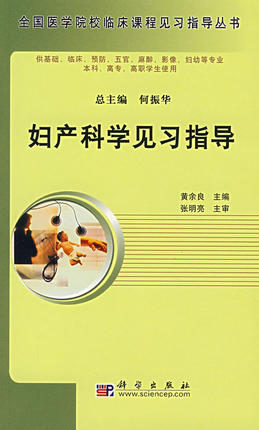 全国医学院校临床课程见习指导丛书
供基础、临床、预防、五官、麻醉、影像、妇幼等专业
本科、高专、高职学生使用
总主编 何振华
妇产科学见习指导
黄余良 主编
张明亮 主审
科学出版社
www.sciencep.com